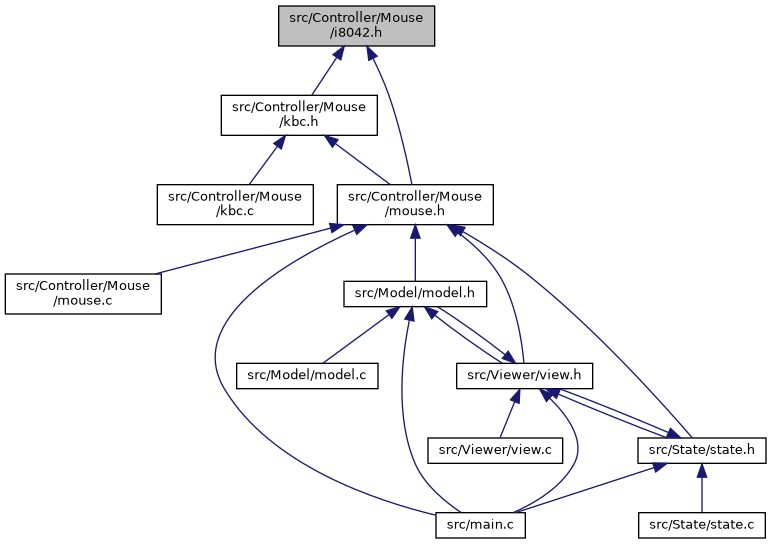 src/Controller/Mouse
/i8042.h
src/Controller/Mouse
/kbc.h
src/Controller/Mouse
/kbc.c
src/Controller/Mouse
/mouse.h
src/Controller/Mouse
/mouse.c
src/Model/model.h
src/Model/model.c
src/Viewer/view.h
src/Viewer/view.c
src/State/state.h
src/main.c
src/State/state.c